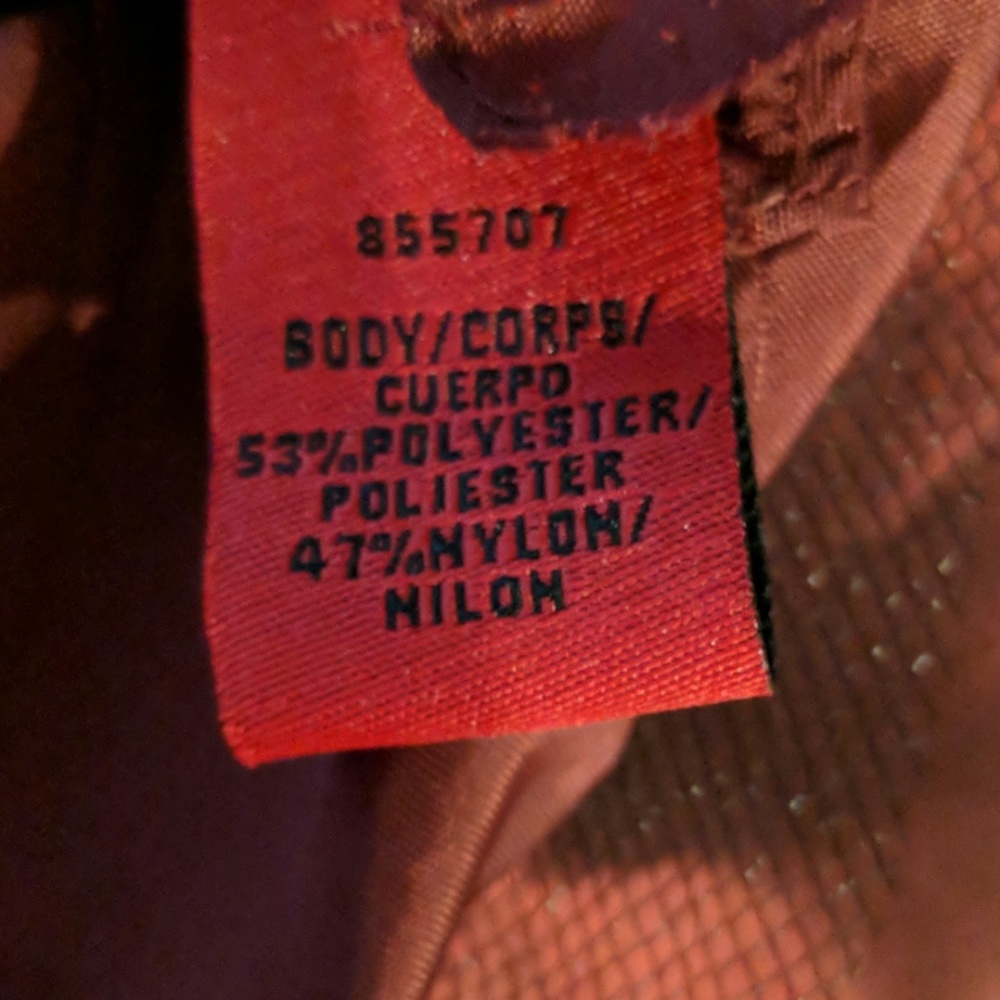 855707
BODY/CORPS/
CUERPO
53%POLYESTER/
POLIESTER
47%NYLON/
NILON